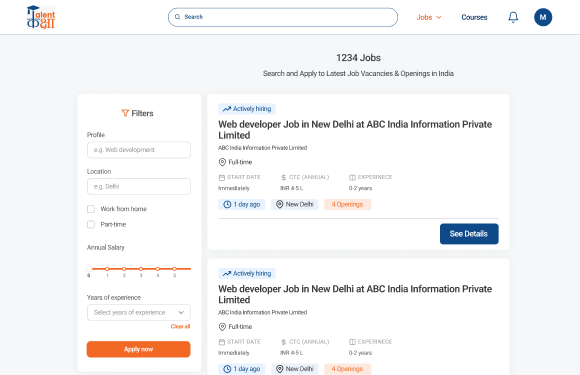 Talent
कक्षा
Search
Jobs
Courses
M
1234 Jobs
Search and Apply to Latest Job Vacancies & Openings in India
Filters
Profile
e.g. Web development
Location
e.g. Delhi
Work from home
Part-time
Annual Salary
0 1 2 3 4 5
Years of experience
Select years of experience
Clear all
Apply now
Actively hiring
Web developer Job in New Delhi at ABC India Information Private
Limited
ABC India Information Private Limited
Full-time
START DATE CTC (ANNUAL) EXPERINECE
Immediately INR 4-5 L 0-2 years
1 day ago New Delhi 4 Openings
See Details
Actively hiring
Web developer Job in New Delhi at ABC India Information Private
Limited
ABC India Information Private Limited
Full-time
START DATE CTC (ANNUAL) EXPERINECE
Immediately INR 4-5 L 0-2 years
1 day ago New Delhi 4 Openings